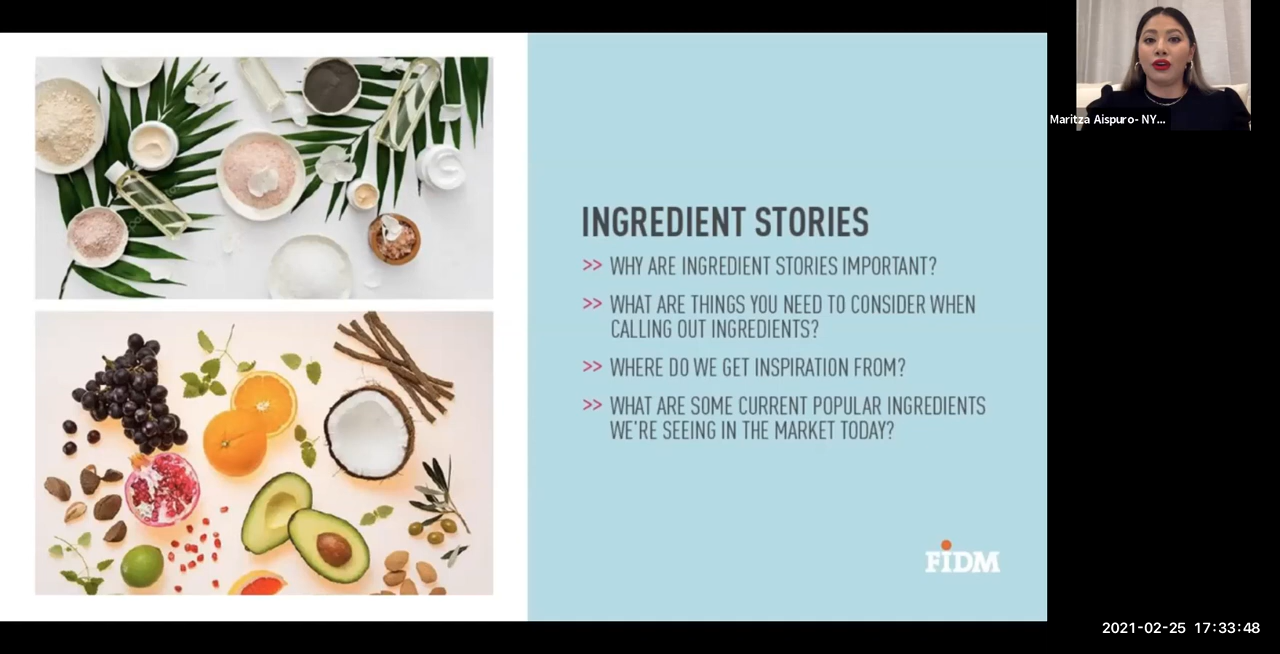 Maritza Aispuro- NY...
INGREDIENT STORIES
>> WHY ARE INGREDIENT STORIES IMPORTANT?
>> WHAT ARE THINGS YOU NEED TO CONSIDER WHEN
CALLING OUT INGREDIENTS?
>> WHERE DO WE GET INSPIRATION FROM?
>> WHAT ARE SOME CURRENT POPULAR INGREDIENTS
WE'RE SEEING IN THE MARKET TODAY?
FIDM
2021-02-25 17:33:48